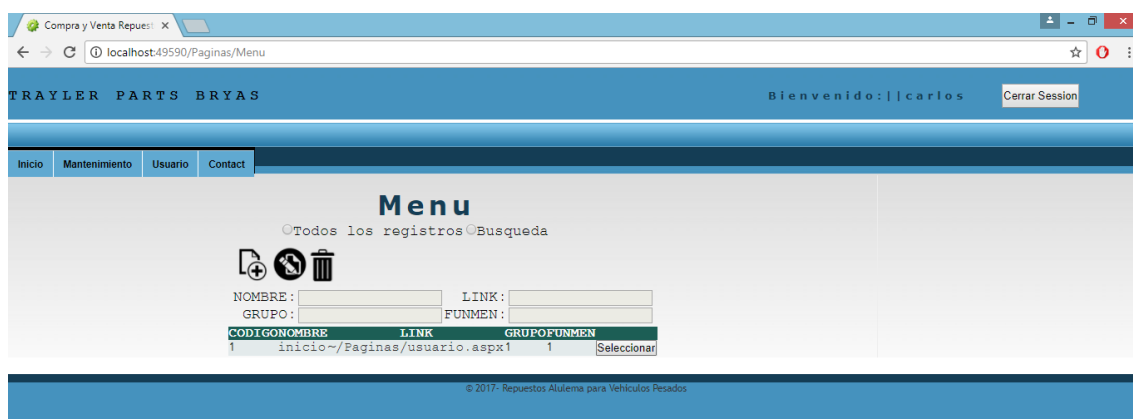 Compra y Venta Repuest
localhost:49590/Paginas/Menu
TRAYLER PARTS BRYAS
Bienvenido:||carlos
Cerrar Session
Inicio Mantenimiento Usuario Contact
Menu
Todos los registros Busqueda
NOMBRE: LINK:
GRUPO: FUNMEN:
CODIGONOMBRE LINK GRUPOFUNMEN
1 inicio~/Paginas/usuario.aspx1 1 Seleccionar
© 2017- Repuestos Alulema para Vehiculos Pesados